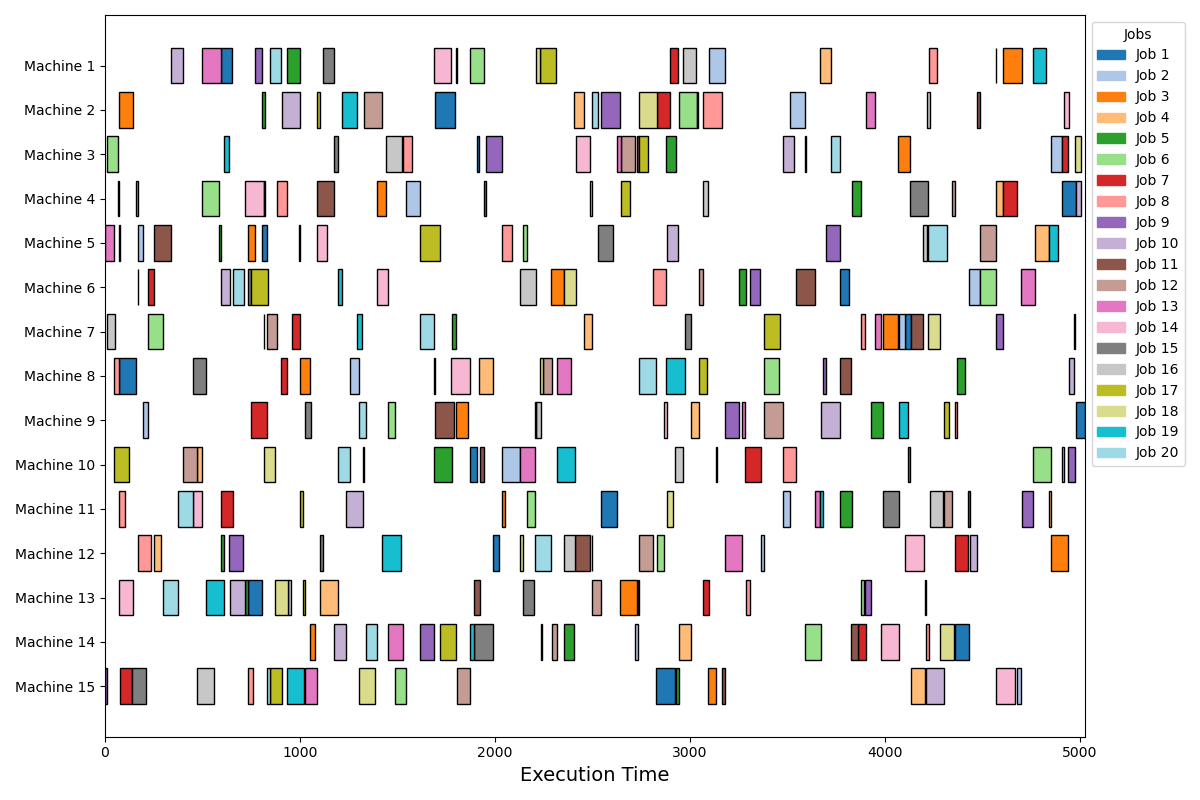 Machine 1
Machine 2
Machine 3
Machine 4
Machine 5
Machine 6
Machine 7
Machine 8
Machine 9
Machine 10
Machine 11
Machine 12
Machine 13
Machine 14
Machine 15
0 1000 2000 3000 4000 5000
Execution Time
Jobs
Job 1
Job 2
Job 3
Job 4
Job 5
Job 6
Job 7
Job 8
Job 9
Job 10
Job 11
Job 12
Job 13
Job 14
Job 15
Job 16
Job 17
Job 18
Job 19
Job 20